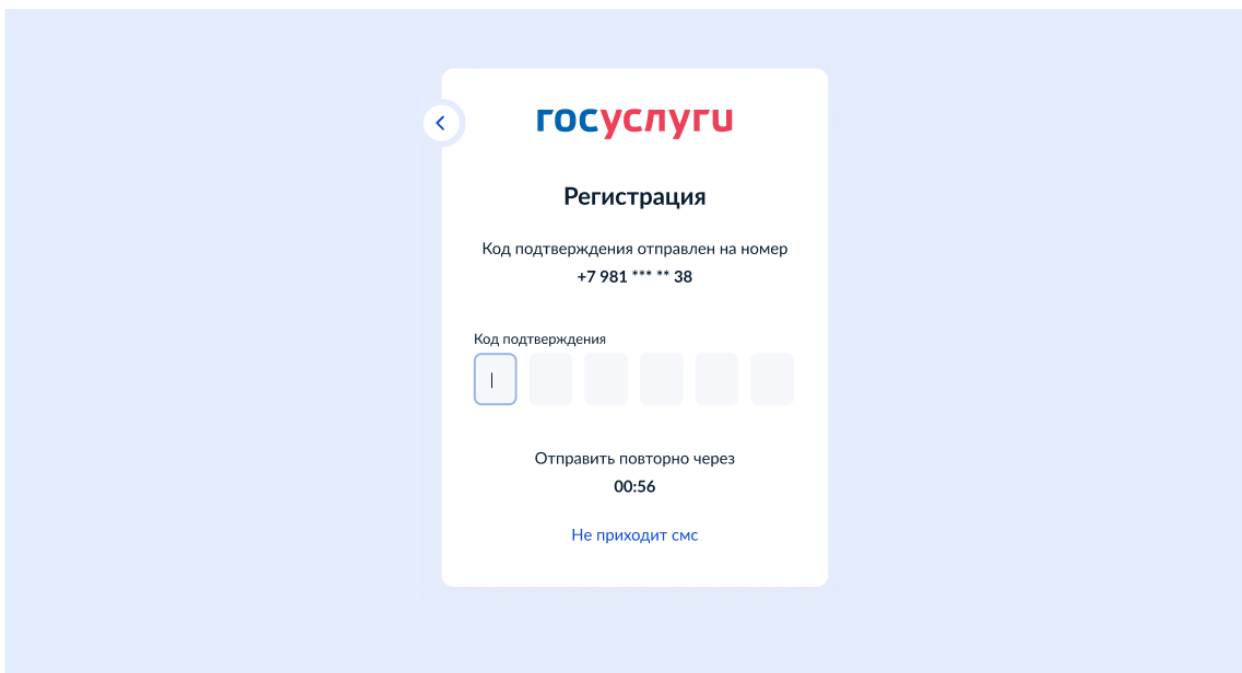 госуслуги
Регистрация
Код подтверждения отправлен на номер
+7 981 *** ** 38
Код подтверждения
Отправить повторно через
00:56
Не приходит смс